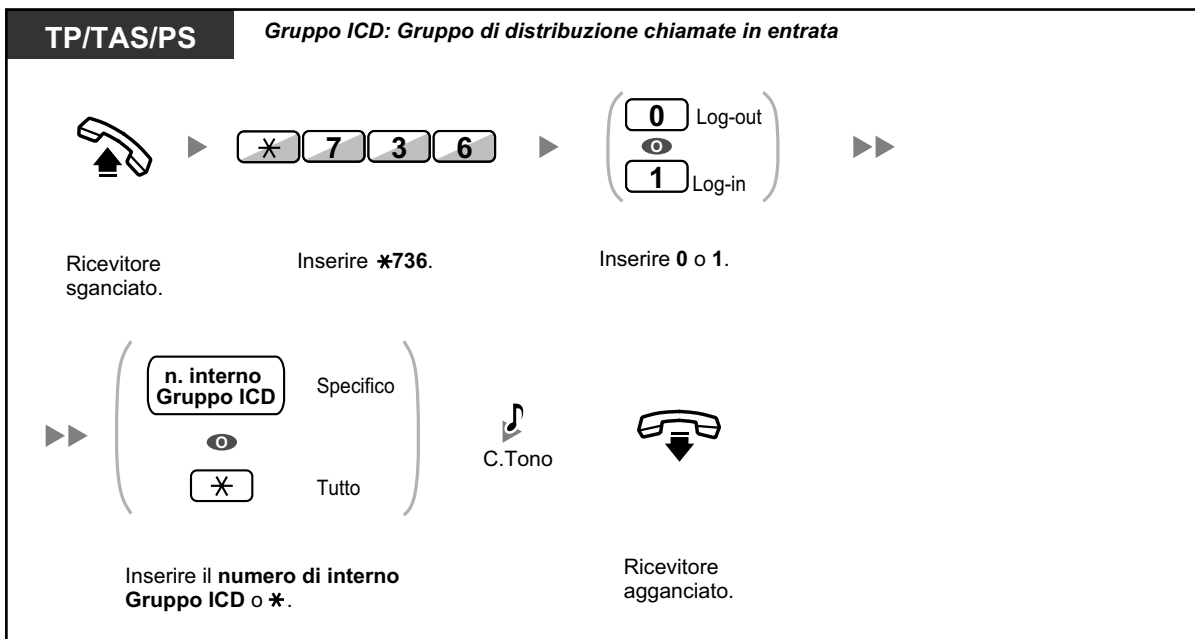 TP/TAS/PS
Gruppo ICD: Gruppo di distribuzione chiamate in entrata
* 7 3 6
0 Log-out
O
1 Log-in
Ricevitore
sganciato.
Inserire *736.
Inserire 0 o 1.
n. interno
Gruppo ICD
Specifico
O
* Tutto
C.Tono
Inserire il numero di interno
Gruppo ICD o *.
Ricevitore
agganciato.